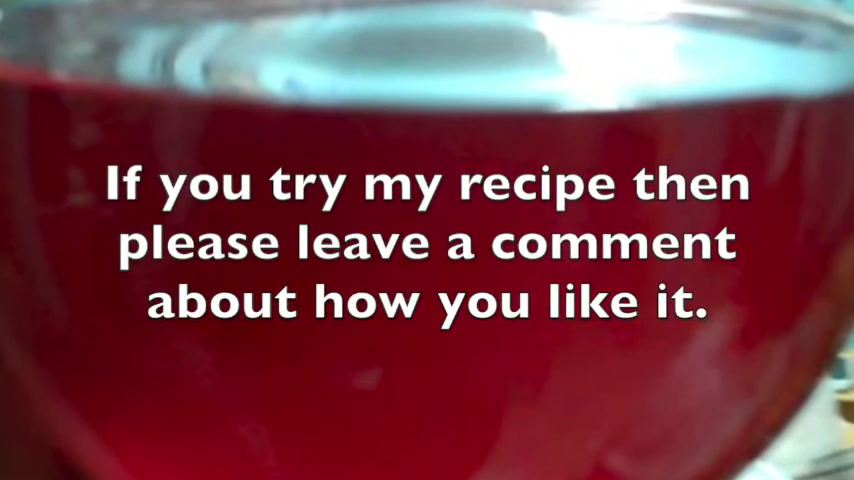 If you try my recipe then
please leave a comment
about how you like it.